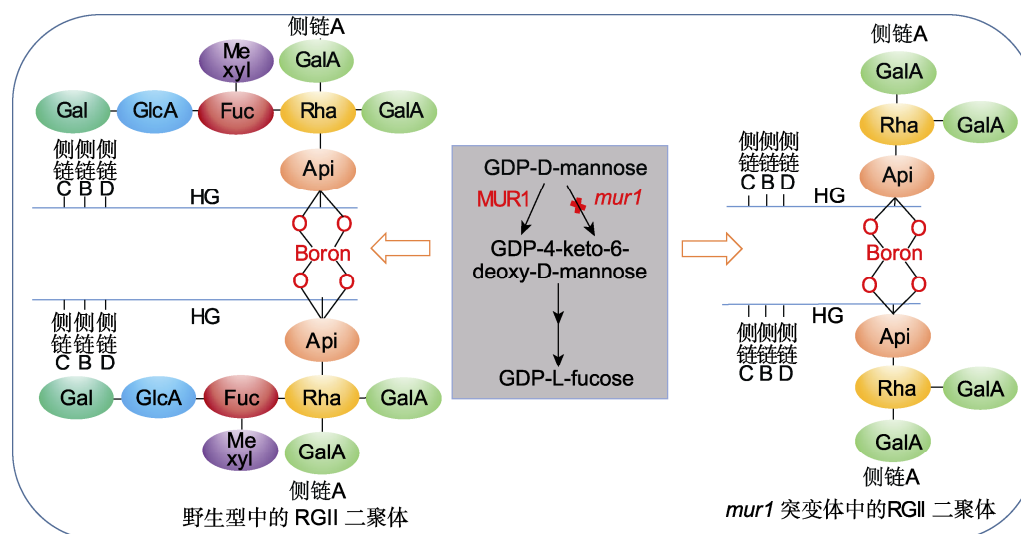 侧链A
Me
xyl
GalA
Gal
GlcA
Fuc
Rha
GalA
侧链C
侧链B
侧链D
Api
HG
O
O
Boron
O
O
HG
侧链C
侧链B
侧链D
Api
Gal
GlcA
Fuc
Rha
GalA
Me
xyl
GalA
侧链A
野生型中的 RGII 二聚体
GDP-D-mannose
MUR1
mur1
GDP-4-keto-6-
deoxy-D-mannose
GDP-L-fucose
侧链A
GalA
Rha
GalA
侧链C
侧链B
侧链D
Api
HG
O
O
Boron
O
O
HG
侧链C
侧链B
侧链D
Api
Rha
GalA
GalA
侧链A
mur1 突变体中的RGII 二聚体